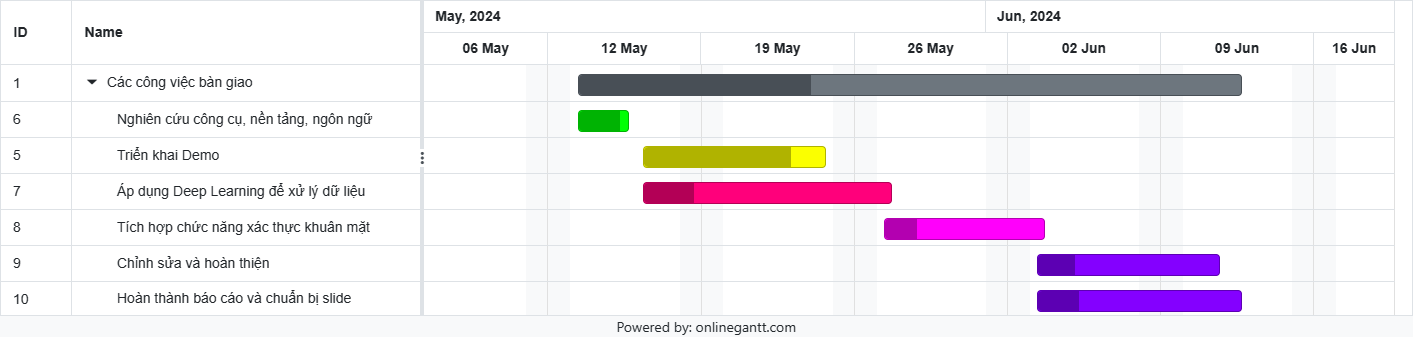 ID Name May, 2024 Jun, 2024
06 May 12 May 19 May 26 May 02 Jun 09 Jun 16 Jun
1 Các công việc bàn giao
6 Nghiên cứu công cụ, nền tảng, ngôn ngữ
5 Triển khai Demo
7 Áp dụng Deep Learning để xử lý dữ liệu
8 Tích hợp chức năng xác thực khuân mặt
9 Chỉnh sửa và hoàn thiện
10 Hoàn thành báo cáo và chuẩn bị slide
Powered by: onlinegantt.com